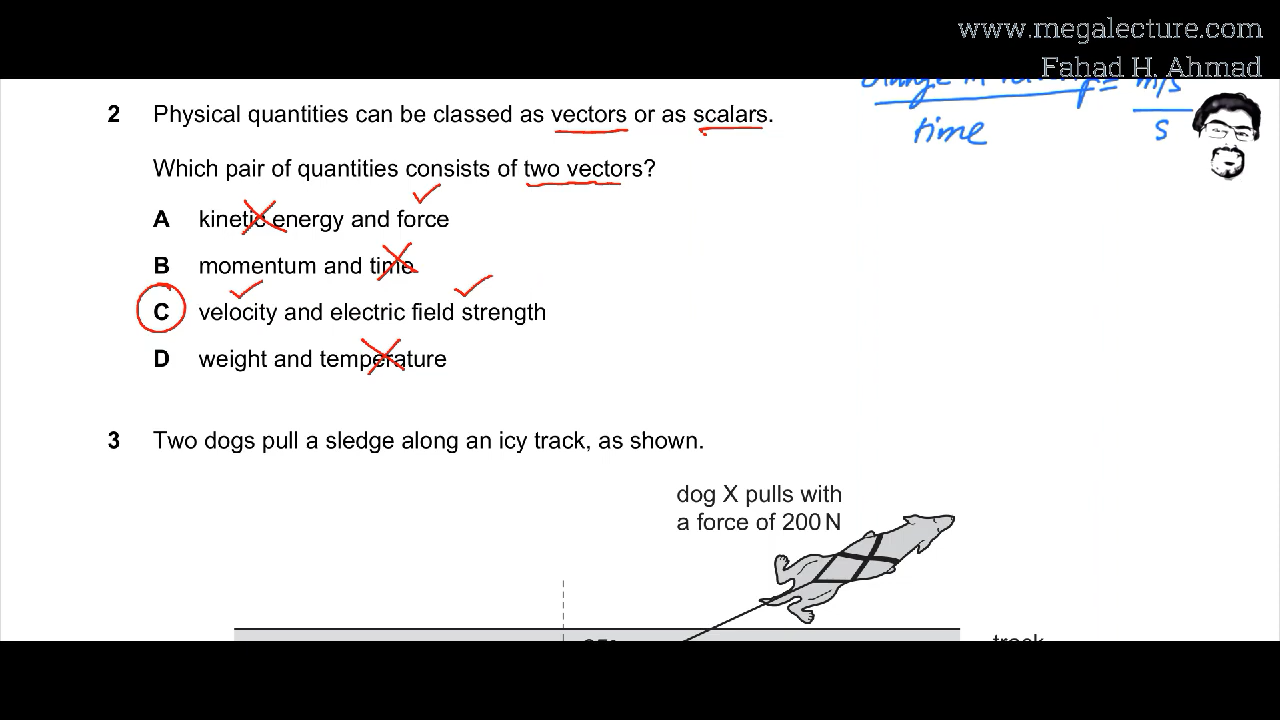 www.megalecture.com
Fahad H. Ahmad
m/s
time
s
2 Physical quantities can be classed as vectors or as scalars.
Which pair of quantities consists of two vectors?
A kinetic energy and force
B momentum and time
C velocity and electric field strength
D weight and temperature
3 Two dogs pull a sledge along an icy track, as shown.
dog X pulls with
a force of 200 N
track